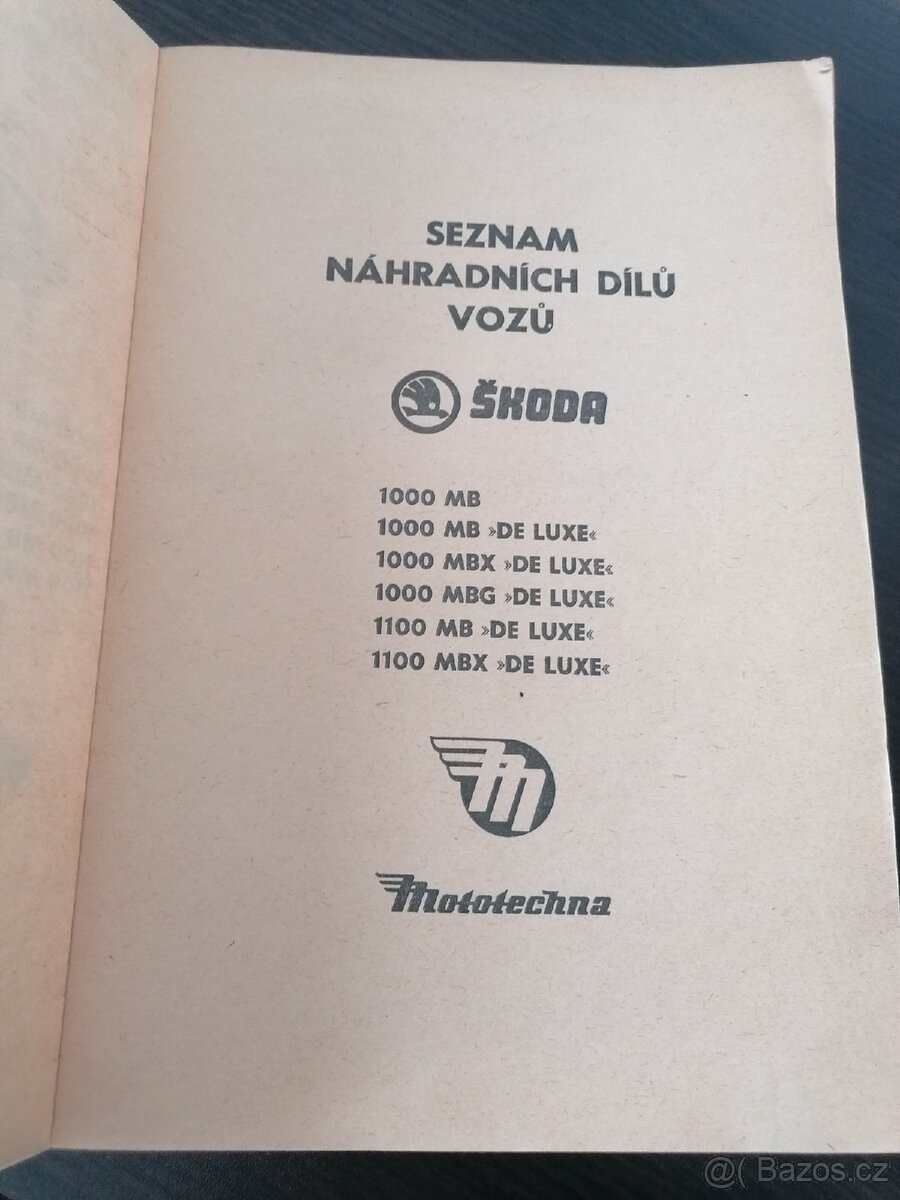 SEZNAM
NÁHRADNÍCH DÍLŮ
VOZŮ
ŠKODA
1000 MB
1000 MB »DE LUXE«
1000 MBX »DE LUXE«
1000 MBG »DE LUXE«
1100 MB »DE LUXE«
1100 MBX »DE LUXE«
M
Mototechna
@( Bazos.cz